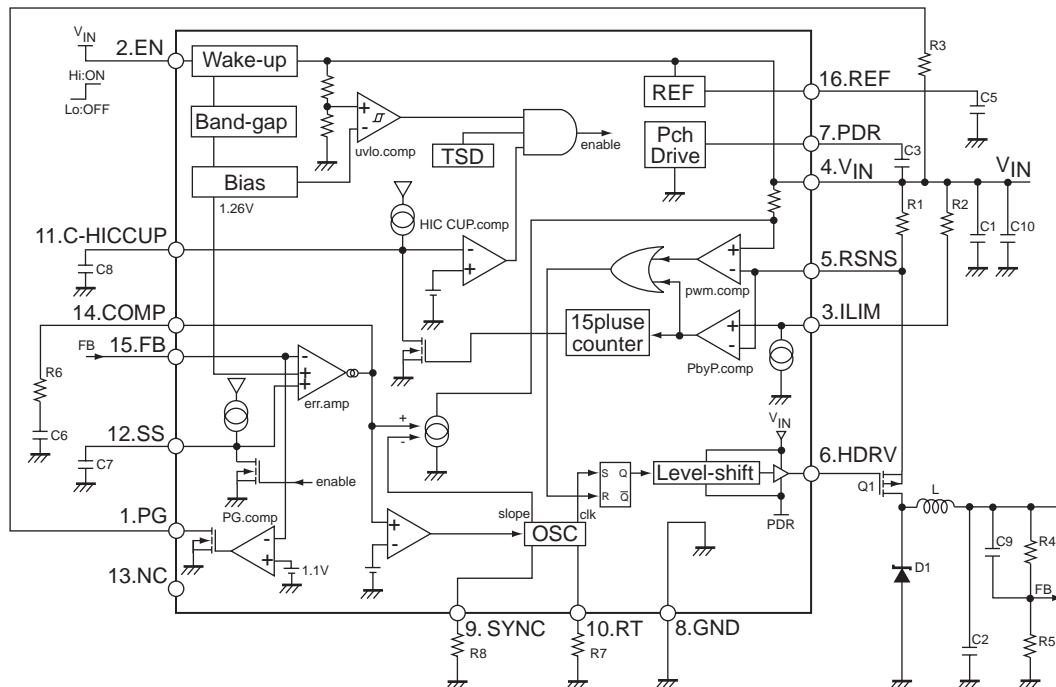 VIN
2.EN
Hi:ON
Lo:OFF
Wake-up
Band-gap
Bias
1.26V
uvlo.comp
TSD
enable
REF
Pch
Drive
16.REF
C5
7.PDR
C3
4.VIN
VIN
R3
R1
R2
C1
C10
11.C-HICCUP
C8
HIC CUP.comp
pwm.comp
5.RSNS
14.COMP
15pluse
counter
PbyP.comp
3.ILIM
FB
15.FB
R6
C6
err.amp
12.SS
C7
enable
+
-
VIN
6.HDRV
Q1
S
Q
R
Q̅
Level-shift
PDR
L
1.PG
PG.comp
1.1V
slope
clk
OSC
13.NC
D1
C9
R4
FB
C2
R5
9. SYNC
R8
10.RT
R7
8.GND